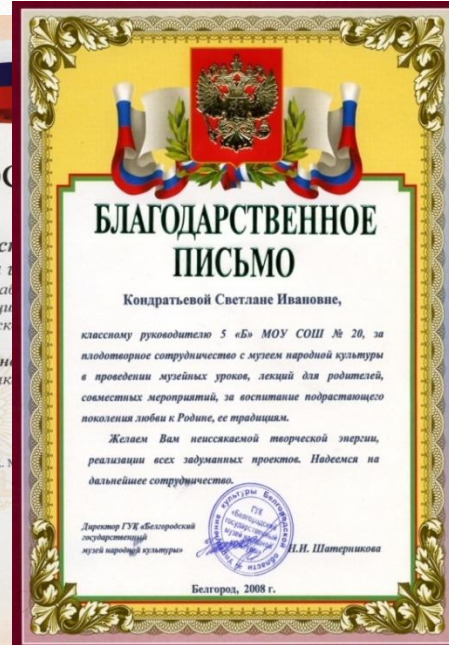 БЛАГОДАРСТВЕННОЕ
ПИСЬМО
Кондратьевой Светлане Ивановне,
классному руководителю 5 «Б» МОУ СОШ № 20, за
плодотворное сотрудничество с музеем народной культуры
в проведении музейных уроков, лекций для родителей,
совместных мероприятий, за воспитание подрастающего
поколения любви к Родине, ее традициям.
Желаем Вам неиссякаемой творческой энергии,
реализации всех задуманных проектов. Надеемся на
дальнейшее сотрудничество.
Директор ГУК «Белгородский
государственный
музей народной культуры»
Н.И. Шатерникова
Белгород, 2008 г.